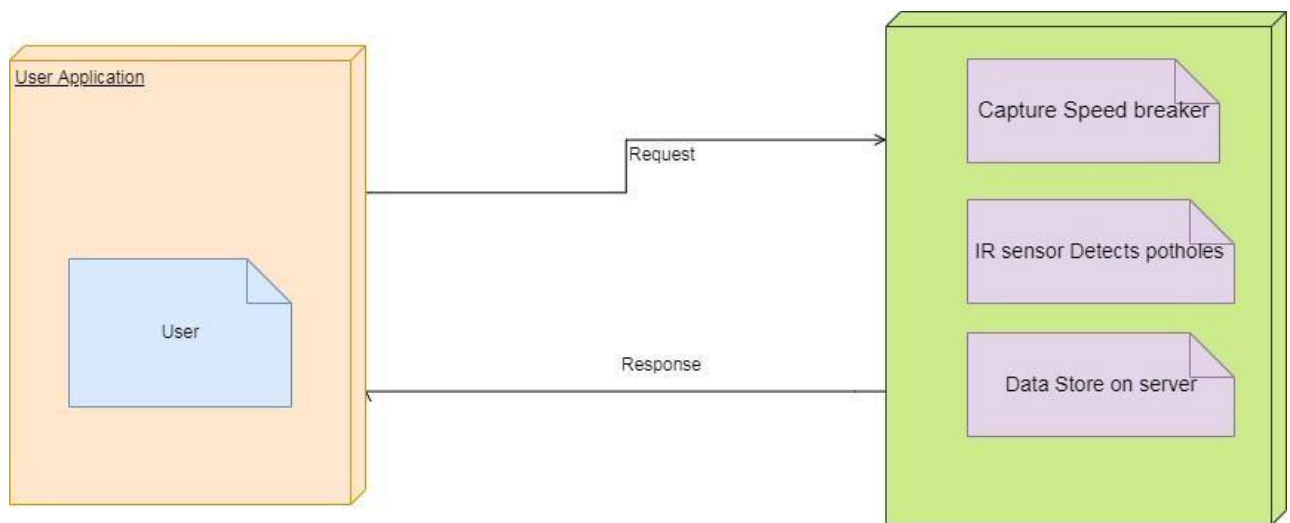 User Application
User
Request
Response
Capture Speed breaker
IR sensor Detects potholes
Data Store on server